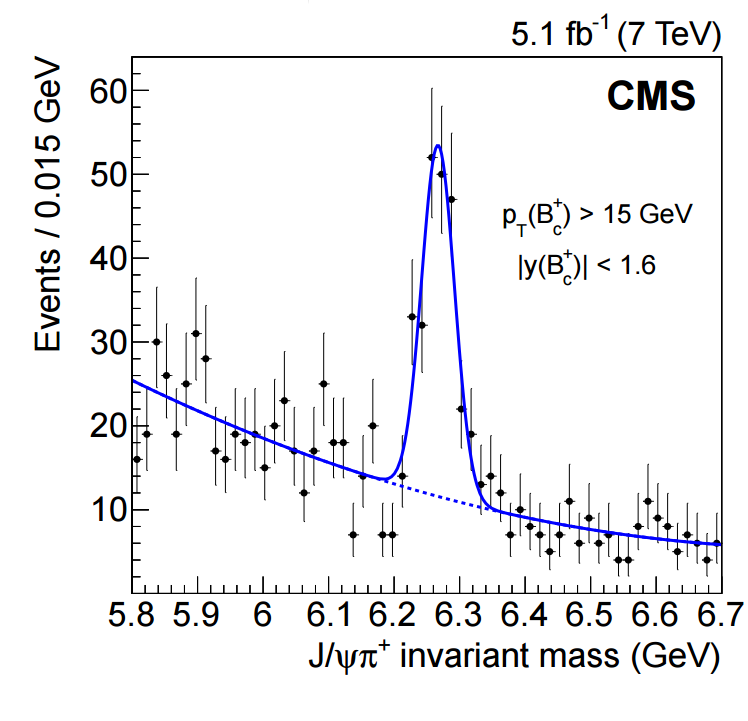 5.1 fb⁻¹ (7 TeV)
CMS
p_T(B_c⁺) > 15 GeV
|y(B_c⁺)| < 1.6
Events / 0.015 GeV
60
50
40
30
20
10
5.8 5.9 6 6.1 6.2 6.3 6.4 6.5 6.6 6.7
J/ψπ⁺ invariant mass (GeV)